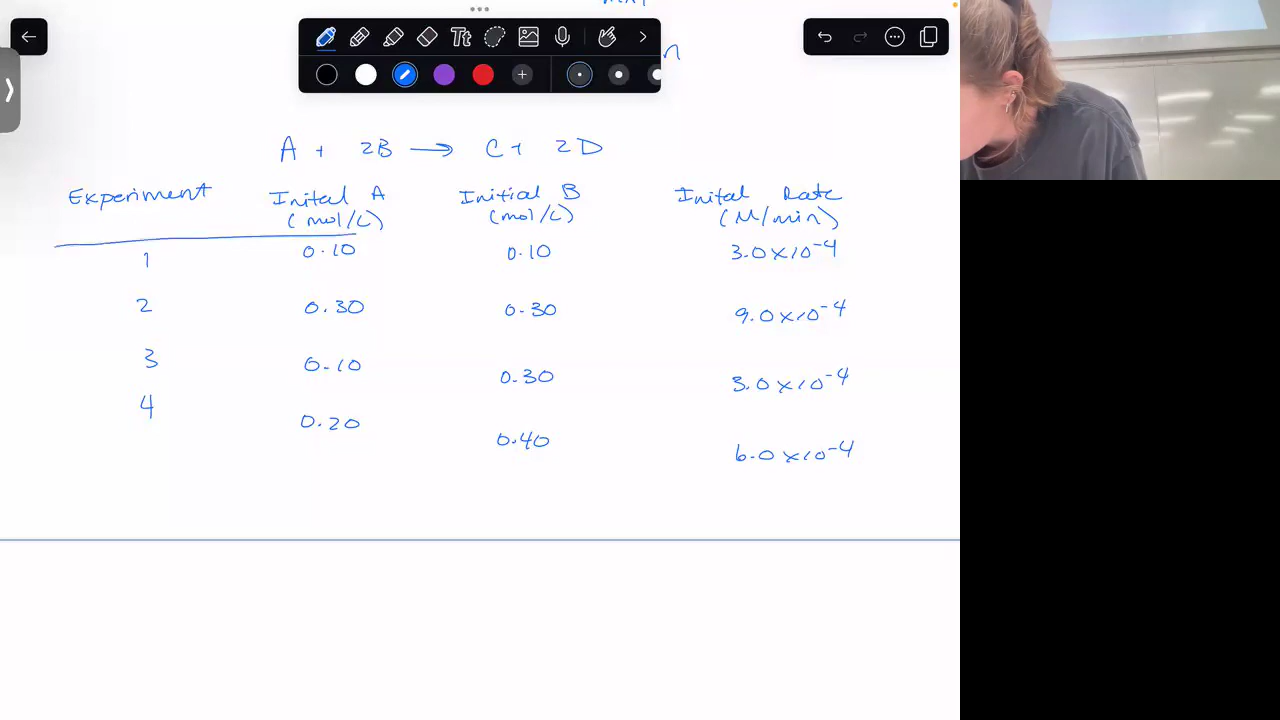 Tt
A + 2B → C + 2D
Experiment Inital A Initial B Inital Rate
(mol/L) (mol/L) (M/min)
1 0.10 0.10 3.0 x 10-4
2 0.30 0.30 9.0 x 10-4
3 0.10 0.30 3.0 x 10-4
4 0.20 0.40 6.0 x 10-4